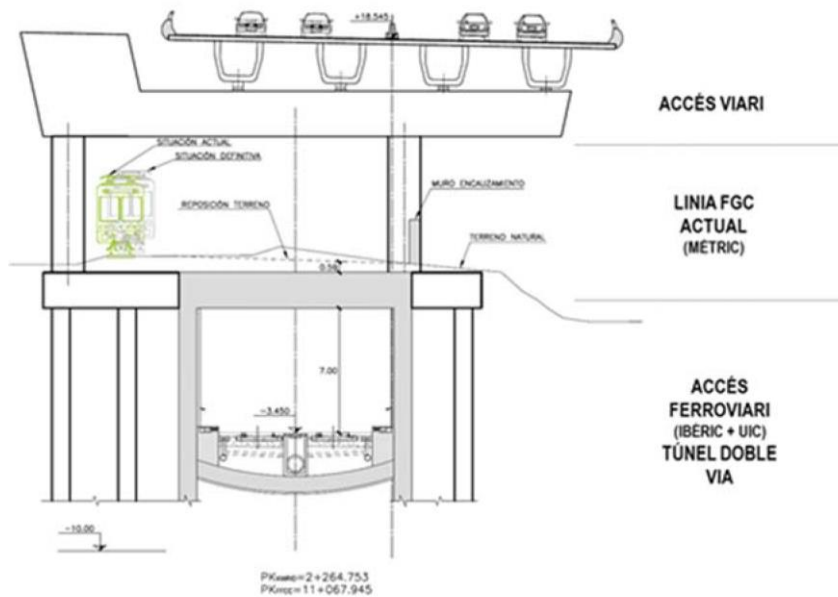 +18.545
ACCÉS VIARI
SITUACIÓN ACTUAL
SITUACIÓN DEFINITIVA
MURO ENCAUZAMIENTO
REPOSICIÓN TERRENO
TERRENO NATURAL
LINIA FGC
ACTUAL
(MÈTRIC)
0.50
7.00
-3.450
ACCÉS
FERROVIARI
(IBÈRIC + UIC)
TÚNEL DOBLE
VIA
-10.00
=2+264.753
=11+067.945